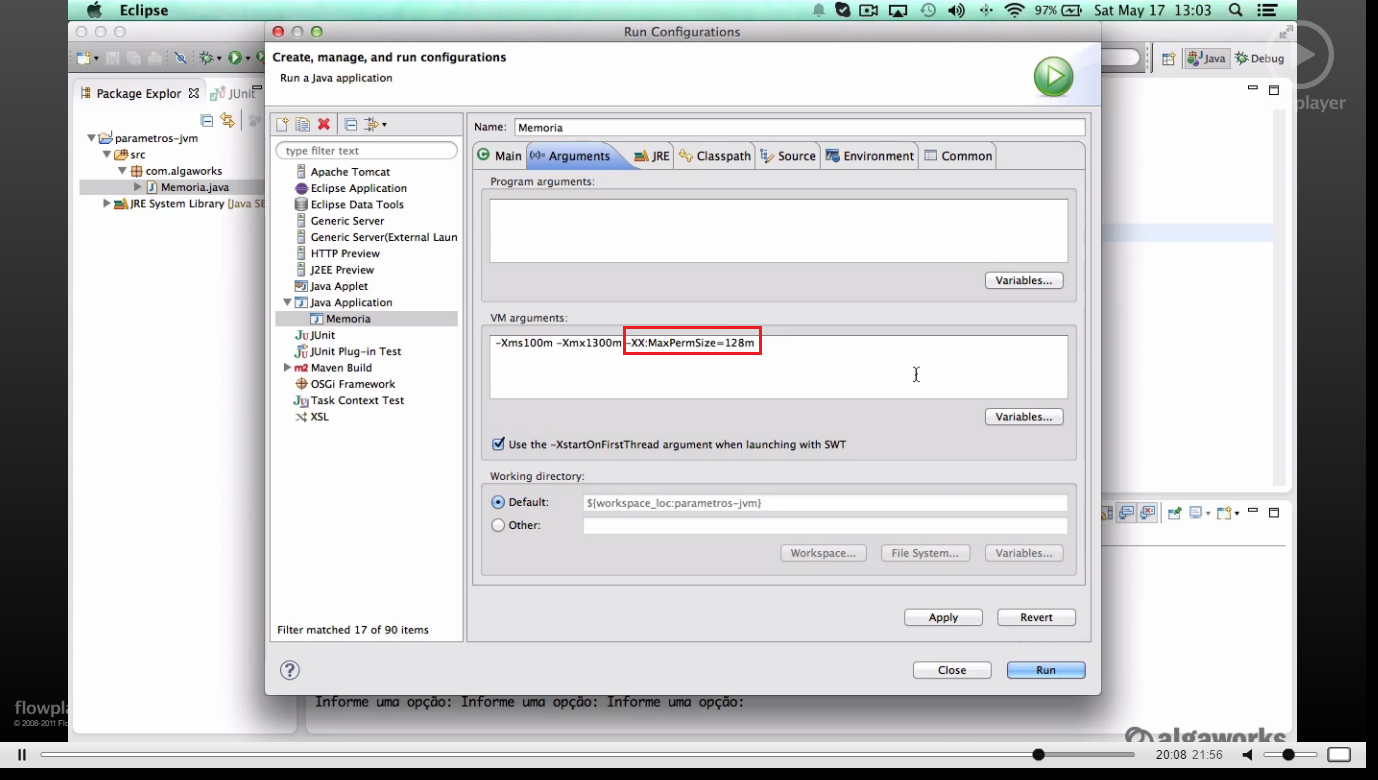 Eclipse
97%
Sat May 17 13:03
Run Configurations
Create, manage, and run configurations
Run a Java application
Java
Debug
player
Package Explor
JUnit
parametros-jvm
src
com.algaworks
Memoria.java
JRE System Library [Java SE
type filter text
Apache Tomcat
Eclipse Application
Eclipse Data Tools
Generic Server
Generic Server(External Laun
HTTP Preview
J2EE Preview
Java Applet
Java Application
Memoria
JUnit
JUnit Plug-in Test
Maven Build
OSGi Framework
Task Context Test
XSL
Filter matched 17 of 90 items
Name: Memoria
Main
Arguments
JRE
Classpath
Source
Environment
Common
Program arguments:
Variables...
VM arguments:
-Xms100m -Xmx1300m -XX:MaxPermSize=128m
Variables...
Use the -XstartOnFirstThread argument when launching with SWT
Working directory:
Default: ${workspace_loc:parametros-jvm}
Other:
Workspace... File System... Variables...
Apply Revert
Close Run
Informe uma opção: Informe uma opção: Informe uma opção:
flowpla
© 2008-2011 Flo
algaworks
20:08 21:56